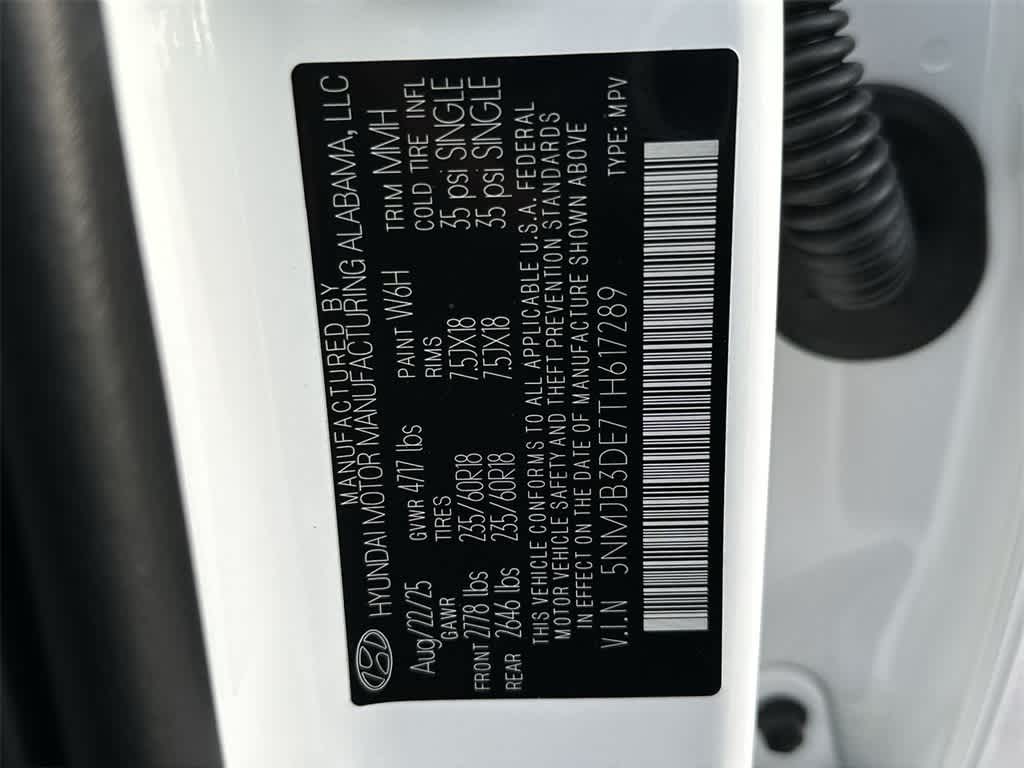 MANUFACTURED BY
HYUNDAI MOTOR MANUFACTURING ALABAMA, LLC
Aug/22/25 GVWR 4717 lbs PAINT W6H TRIM MMH
GAWR TIRES RIMS COLD TIRE INFL
FRONT 2778 lbs 235/60R18 7.5JX18 35 psi SINGLE
REAR 2646 lbs 235/60R18 7.5JX18 35 psi SINGLE
THIS VEHICLE CONFORMS TO ALL APPLICABLE U.S.A. FEDERAL
MOTOR VEHICLE SAFETY AND THEFT PREVENTION STANDARDS
IN EFFECT ON THE DATE OF MANUFACTURE SHOWN ABOVE
V.I.N 5NMJB3DE7TH617289 TYPE: MPV